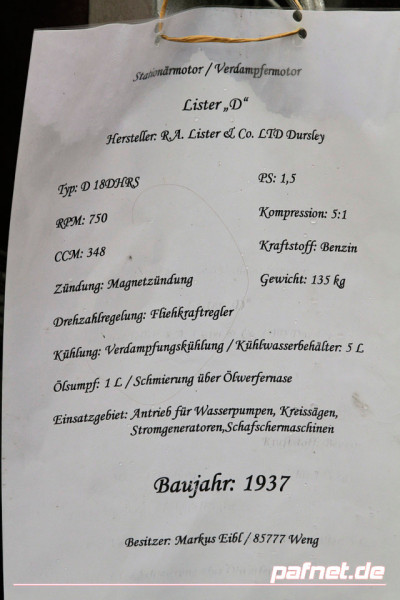 Stationärmotor / Verdampfermotor
Lister „D“
Hersteller: R.A. Lister & Co. LTD Dursley
Typ: D 18DHRS PS: 1,5
RPM: 750 Kompression: 5:1
CCM: 348 Kraftstoff: Benzin
Zündung: Magnetzündung Gewicht: 135 kg
Drehzahlregelung: Fliehkraftregler
Kühlung: Verdampfungskühlung / Kühlwasserbehälter: 5 L
Ölsumpf: 1 L / Schmierung über Ölwerfernase
Einsatzgebiet: Antrieb für Wasserpumpen, Kreissägen,
Stromgeneratoren,Schafschermaschinen
Baujahr: 1937
Besitzer: Markus Eibl / 85777 Weng
pafnet.de